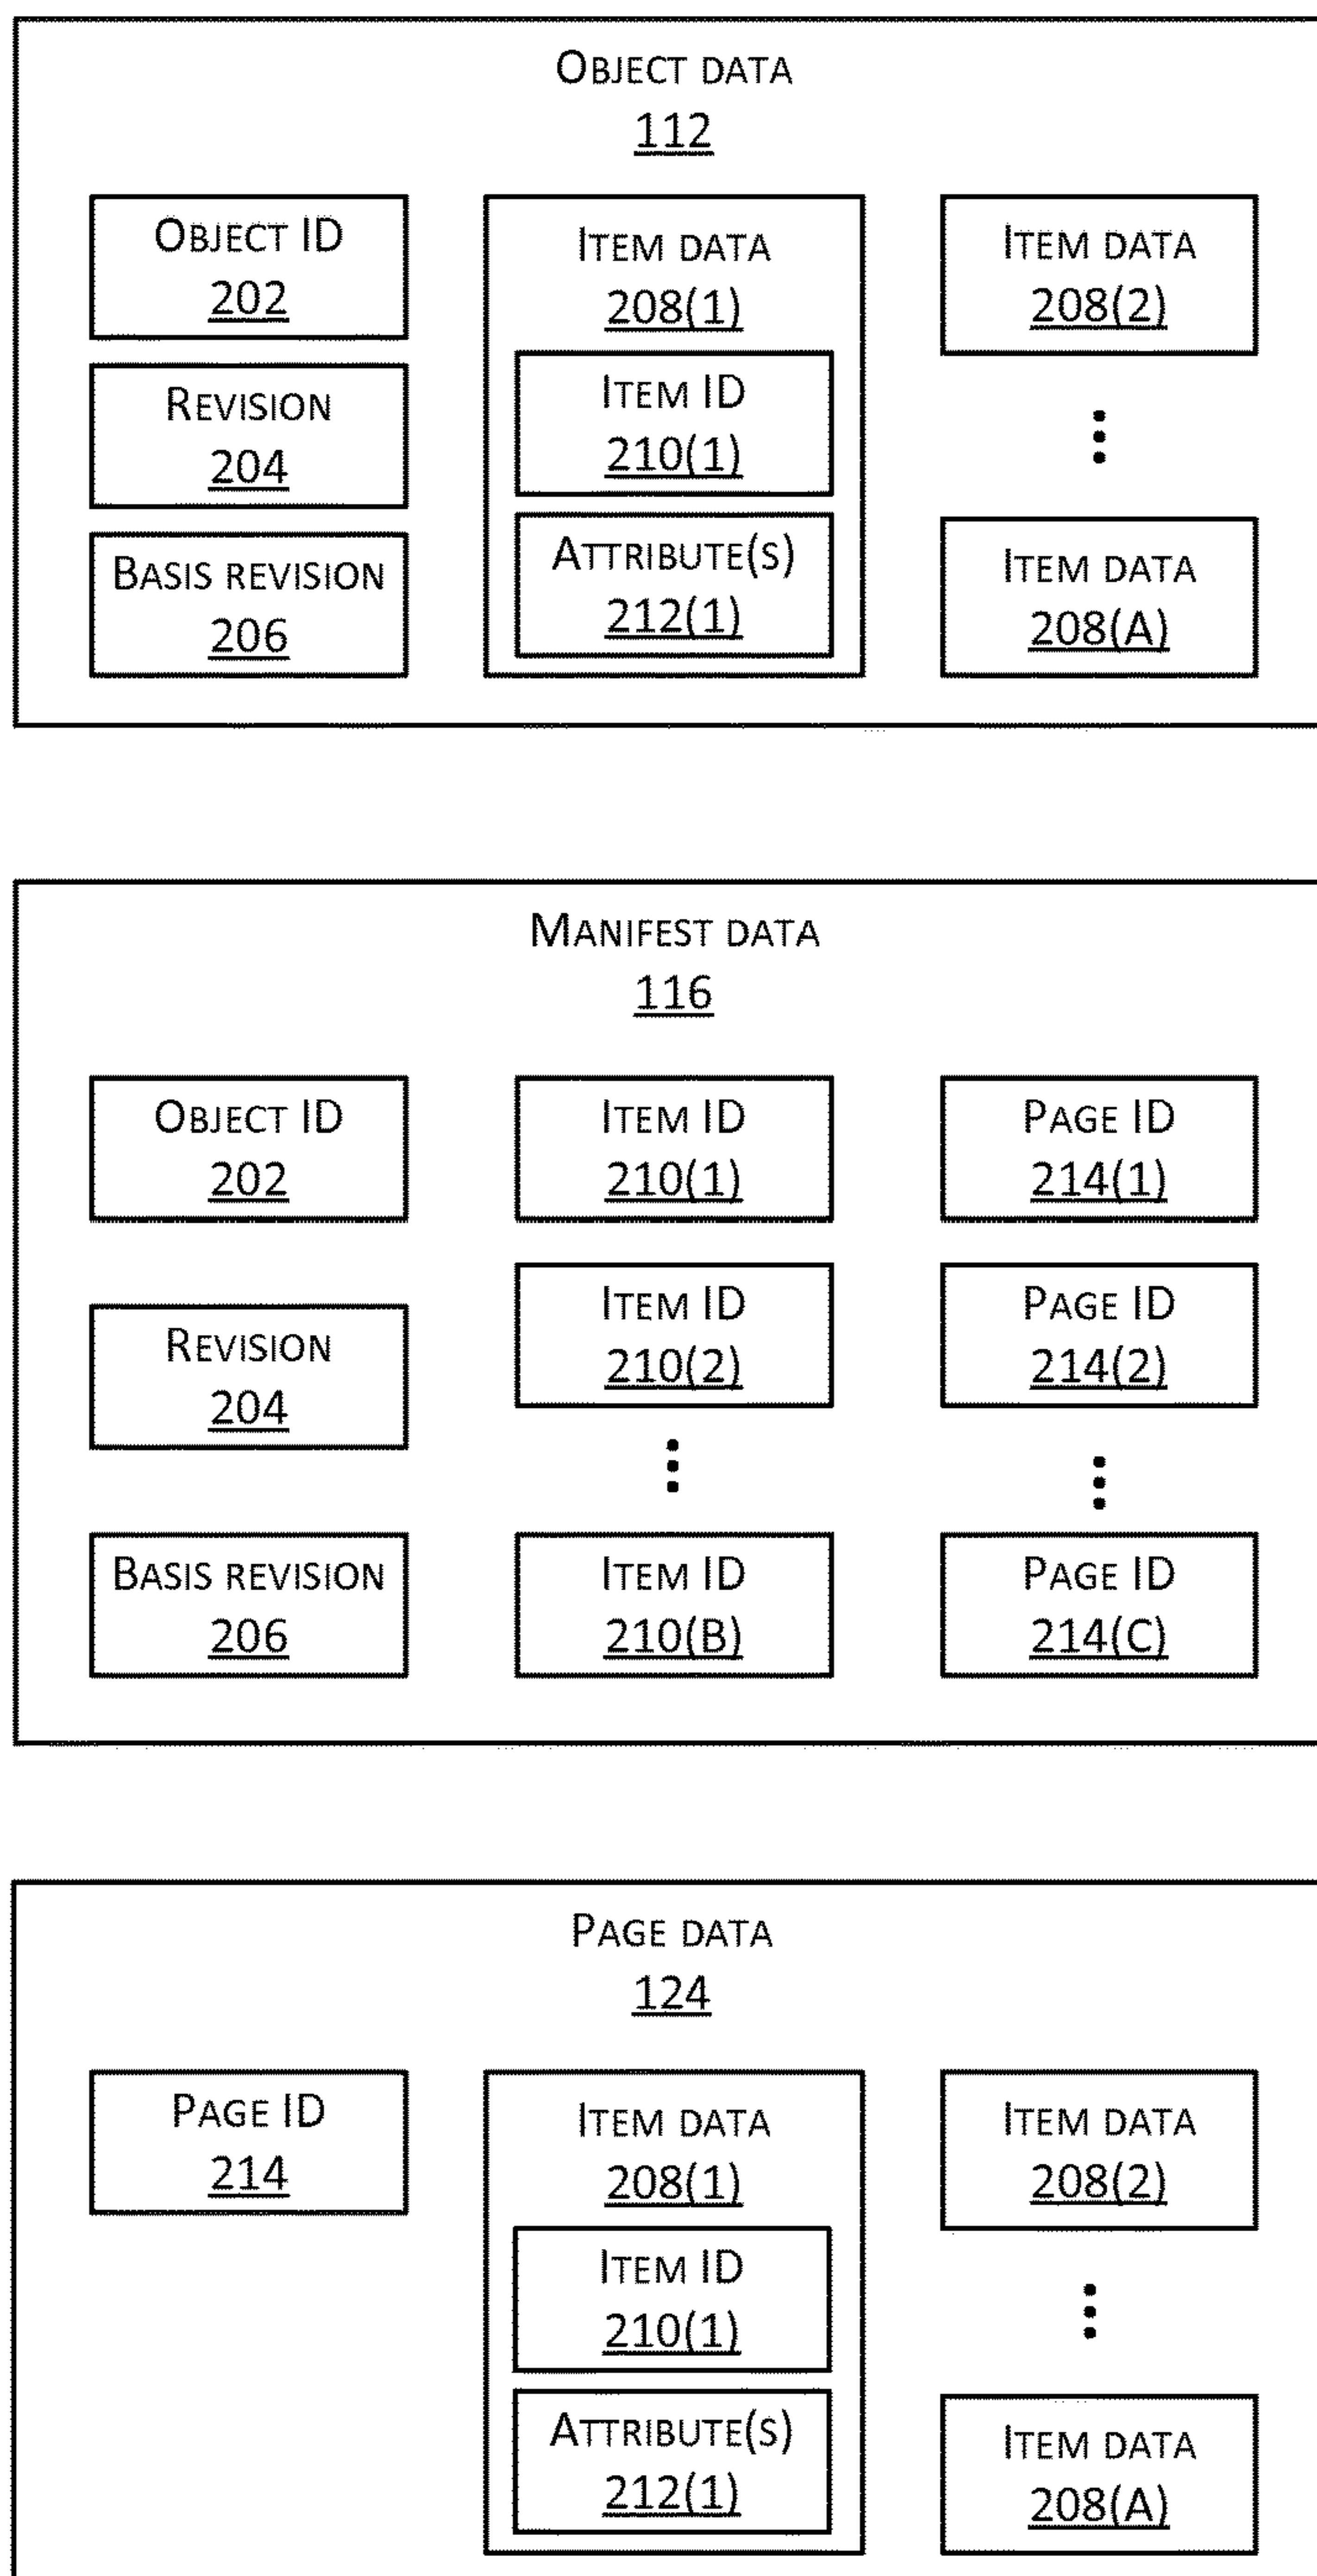 OBJECT DATA
112
OBJECT ID
202
REVISION
204
BASIS REVISION
206
ITEM DATA
208(1)
ITEM ID
210(1)
ATTRIBUTE(S)
212(1)
ITEM DATA
208(2)
ITEM DATA
208(A)
MANIFEST DATA
116
OBJECT ID
202
REVISION
204
BASIS REVISION
206
ITEM ID
210(1)
ITEM ID
210(2)
ITEM ID
210(B)
PAGE ID
214(1)
PAGE ID
214(2)
PAGE ID
214(C)
PAGE DATA
124
PAGE ID
214
ITEM DATA
208(1)
ITEM ID
210(1)
ATTRIBUTE(S)
212(1)
ITEM DATA
208(2)
ITEM DATA
208(A)